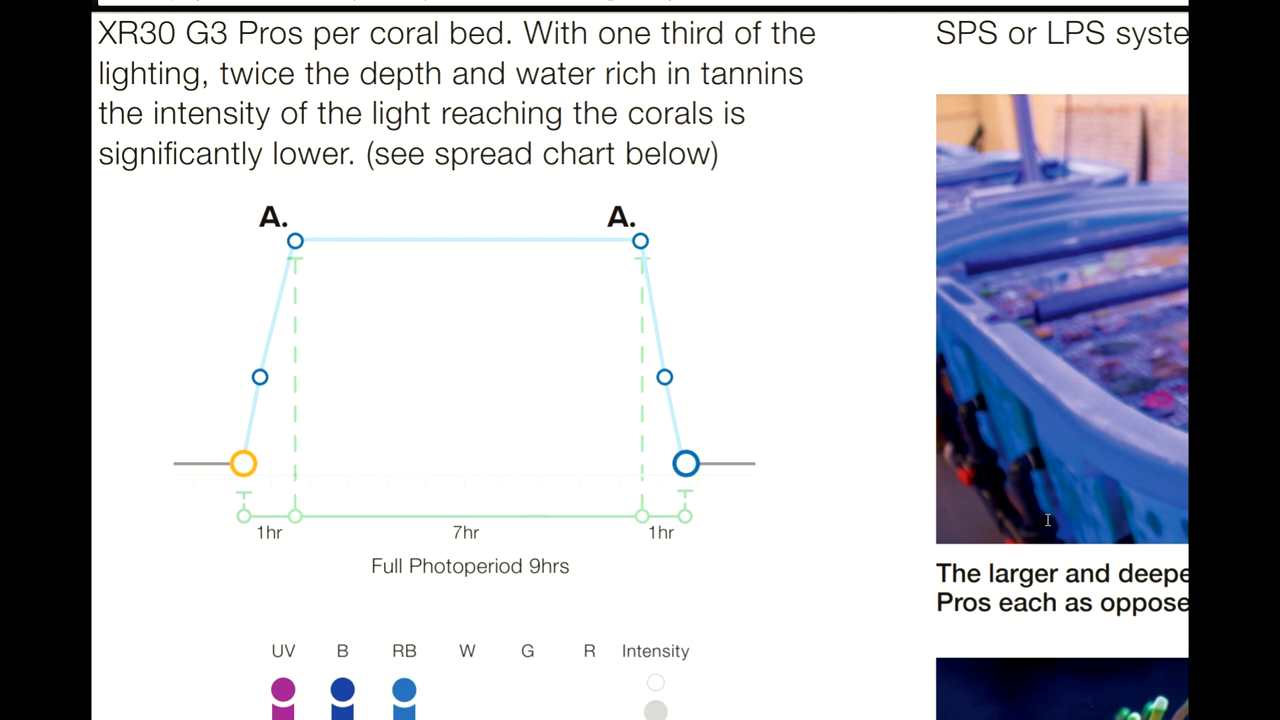 XR30 G3 Pros per coral bed. With one third of the
lighting, twice the depth and water rich in tannins
the intensity of the light reaching the corals is
significantly lower. (see spread chart below)
SPS or LPS syste
A.
A.
1hr
7hr
1hr
Full Photoperiod 9hrs
The larger and deepe
Pros each as oppose
UV
B
RB
W
G
R
Intensity